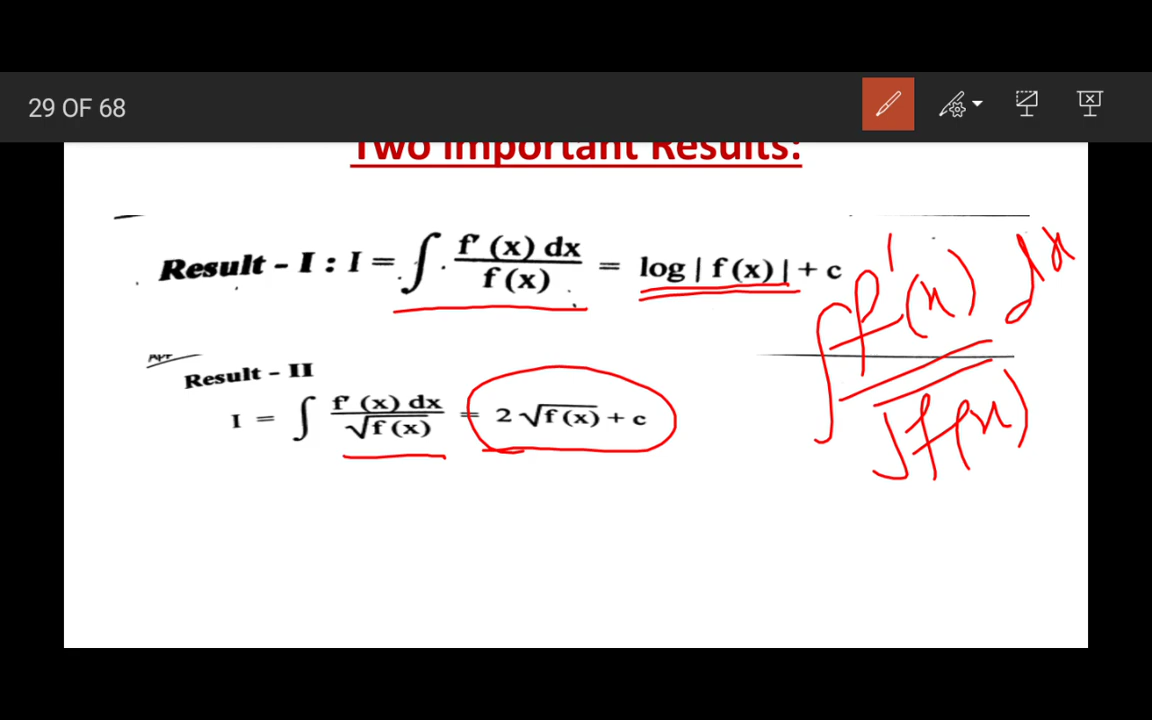 29 OF 68
Two Important Results:
Result - I : I = ∫ f' (x) dx / f (x) = log | f (x) | + c
∫ f'(x) dx / √f(x)
Result - II
I = ∫ f' (x) dx / √f (x) = 2 √f (x) + c